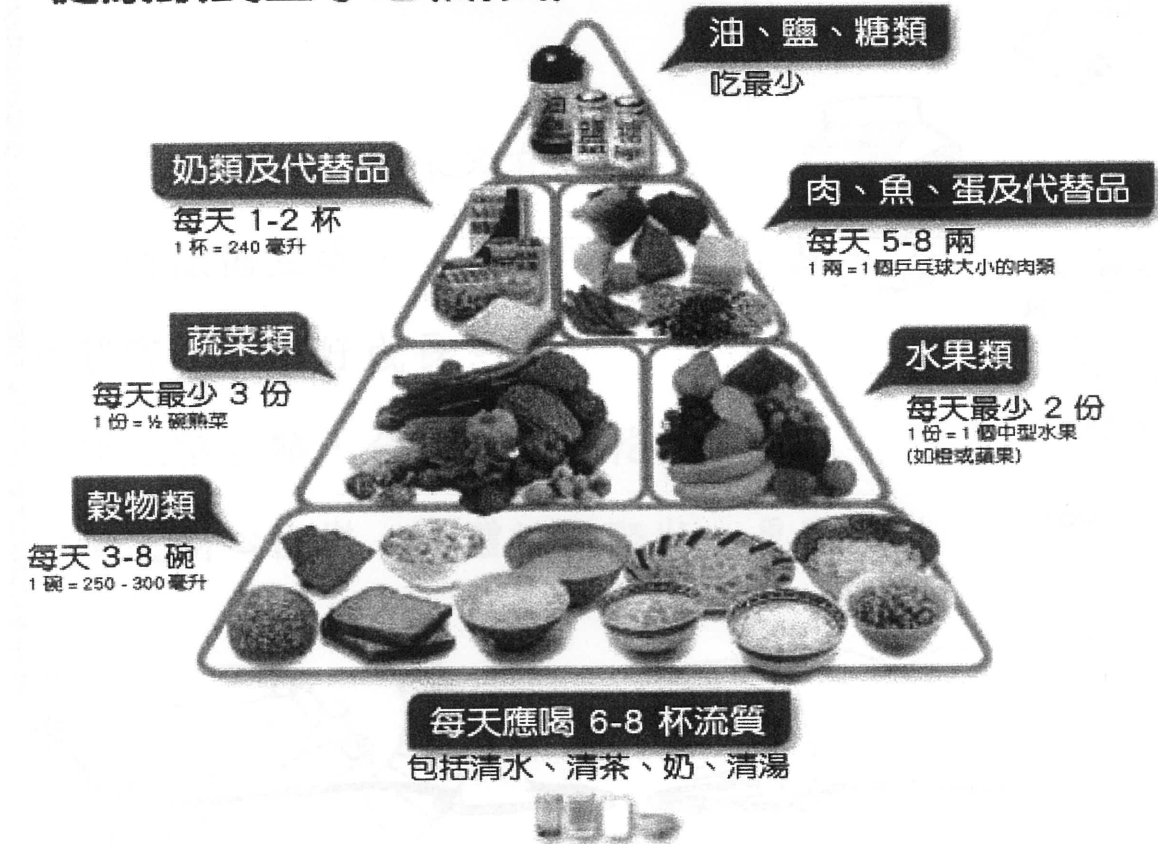 油、鹽、糖類
吃最少
奶類及代替品
每天 1-2 杯
1 杯 = 240 毫升
肉、魚、蛋及代替品
每天 5-8 兩
1 兩 = 1 個乒乓球大小的肉類
蔬菜類
每天最少 3 份
1 份 = ½ 碗熟菜
水果類
每天最少 2 份
1 份 = 1 個中型水果
(如橙或蘋果)
穀物類
每天 3-8 碗
1 碗 = 250 - 300 毫升
油
鹽
糖
每天應喝 6-8 杯流質
包括清水、清茶、奶、清湯